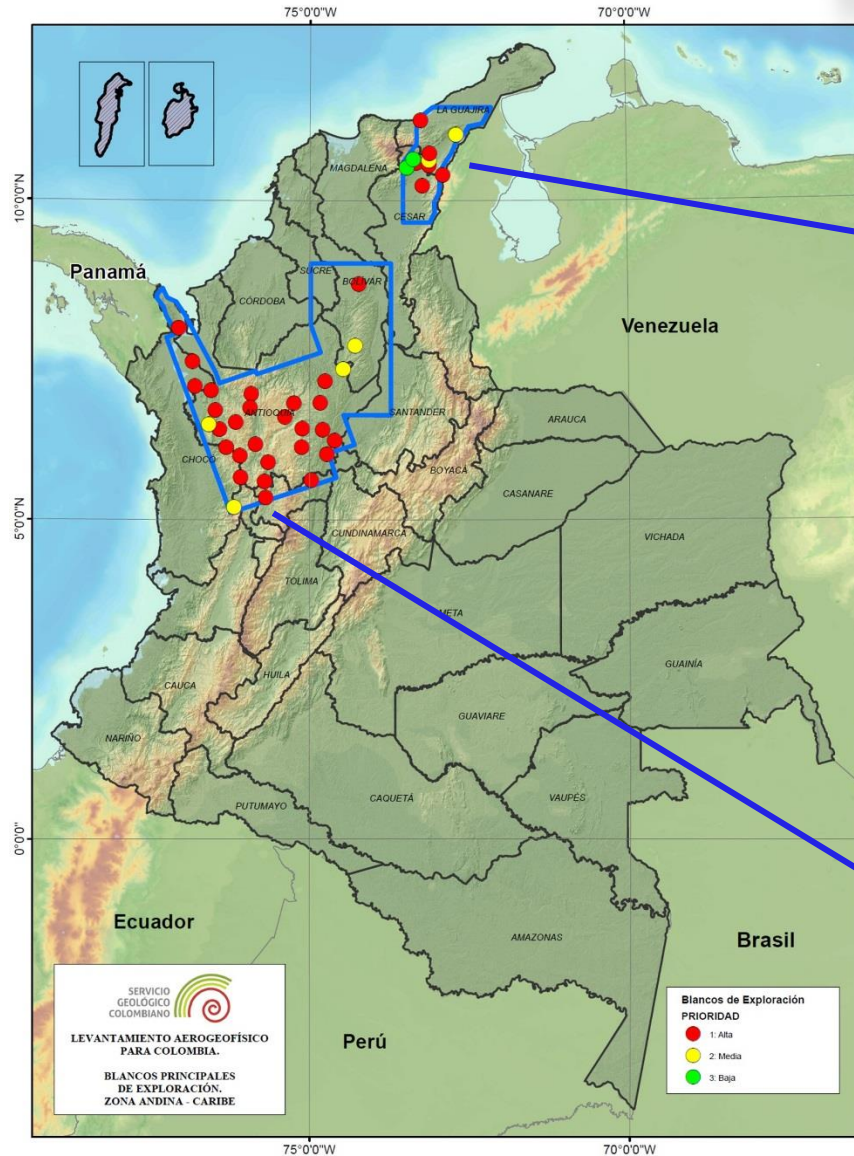 75°0'0"W
70°0'0"W
LA GUAJIRA
MAGDALENA
10°0'0"N
CESAR
Panamá
SUCRE
BOLÍVAR
CÓRDOBA
Venezuela
ANTIOQUIA
SANTANDER
ARAUCA
CHOCÓ
BOYACÁ
CASANARE
5°0'0"N
CUNDINAMARCA
VICHADA
TOLIMA
META
GUAINÍA
CAUCA
HUILA
GUAVIARE
NARIÑO
PUTUMAYO
CAQUETÁ
VAUPÉS
0°0'0"
Ecuador
AMAZONAS
Brasil
SERVICIO
GEOLÓGICO
COLOMBIANO
LEVANTAMIENTO AEROGEOFÍSICO
PARA COLOMBIA.
BLANCOS PRINCIPALES
DE EXPLORACIÓN.
ZONA ANDINA - CARIBE
Perú
Blancos de Exploración
PRIORIDAD
1: Alta
2: Media
3: Baja
75°0'0"W
70°0'0"W